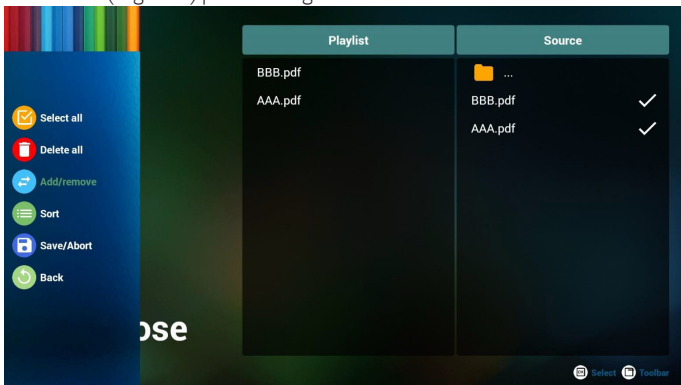 Playlist
Source
BBB.pdf
AAA.pdf
...
BBB.pdf
AAA.pdf
Select all
Delete all
Add/remove
Sort
Save/Abort
Back
ose
OK Select Toolbar